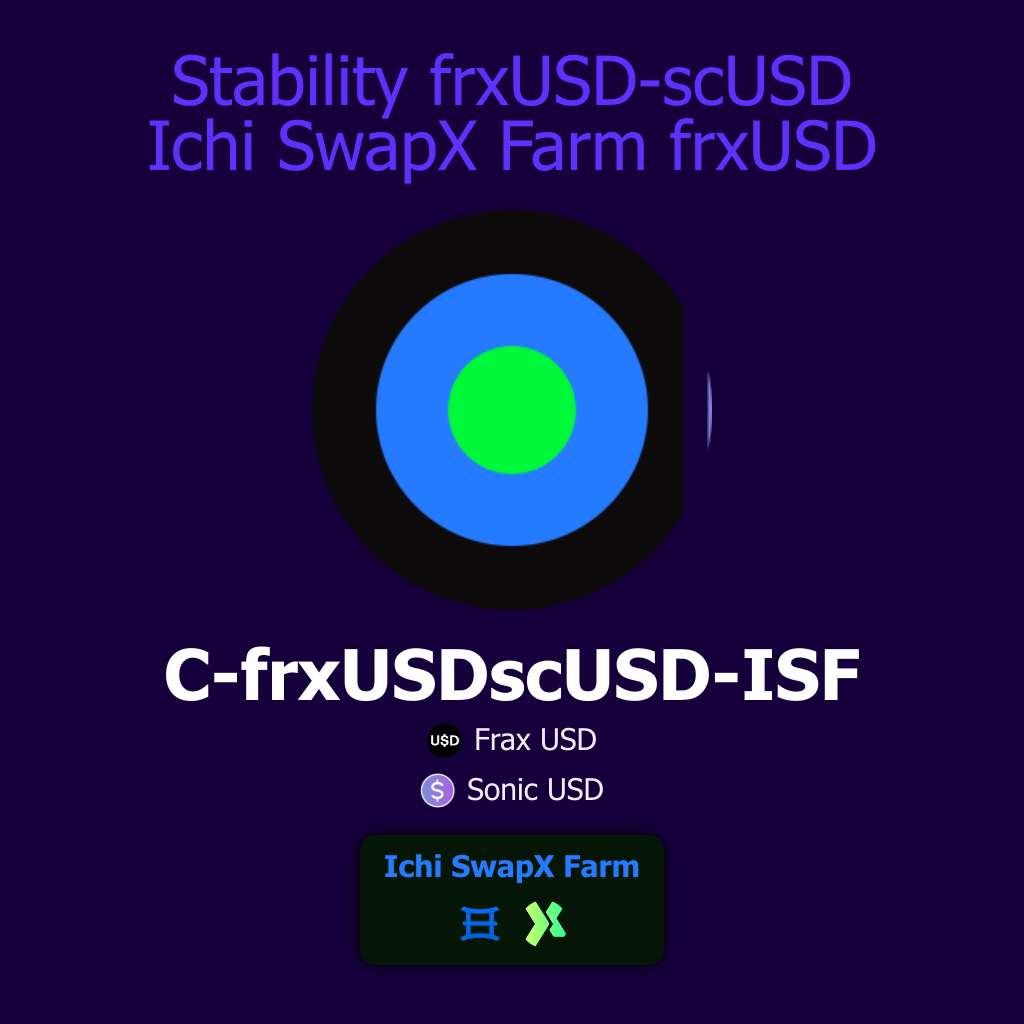 Stability frxUSD-scUSD
Ichi SwapX Farm frxUSD
C-frxUSDscUSD-ISF
U$D Frax USD
$ Sonic USD
Ichi SwapX Farm